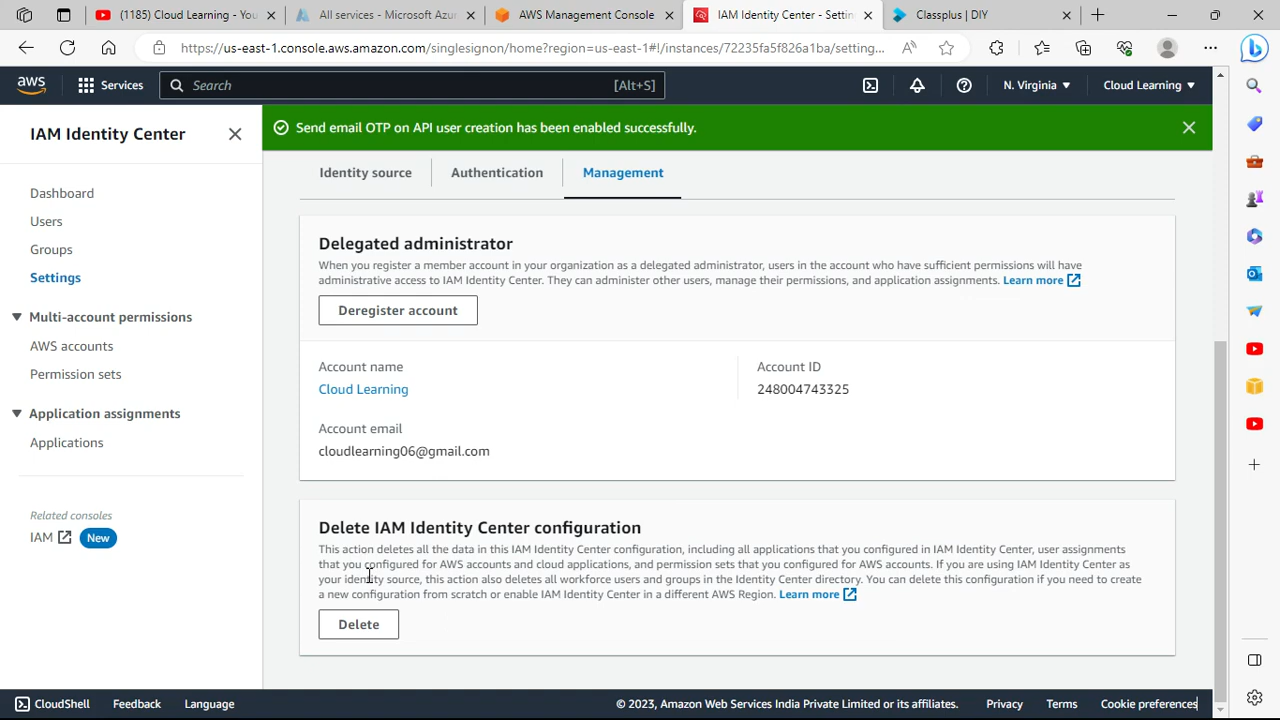 (1185) Cloud Learning - You
All services - Microsoft Azu
AWS Management Console
IAM Identity Center - Settin
Classplus | DIY
https://us-east-1.console.aws.amazon.com/singlesignon/home?region=us-east-1#!/instances/72235fa5f826a1ba/setting...
aws
Services
Search
[Alt+S]
N. Virginia
Cloud Learning
IAM Identity Center
Send email OTP on API user creation has been enabled successfully.
Dashboard
Users
Groups
Settings
Multi-account permissions
AWS accounts
Permission sets
Application assignments
Applications
Related consoles
IAM
New
Identity source
Authentication
Management
Delegated administrator
When you register a member account in your organization as a delegated administrator, users in the account who have sufficient permissions will have
administrative access to IAM Identity Center. They can administer other users, manage their permissions, and application assignments. Learn more
Deregister account
Account name
Cloud Learning
Account ID
248004743325
Account email
cloudlearning06@gmail.com
Delete IAM Identity Center configuration
This action deletes all the data in this IAM Identity Center configuration, including all applications that you configured in IAM Identity Center, user assignments
that you configured for AWS accounts and cloud applications, and permission sets that you configured for AWS accounts. If you are using IAM Identity Center as
your identity source, this action also deletes all workforce users and groups in the Identity Center directory. You can delete this configuration if you need to create
a new configuration from scratch or enable IAM Identity Center in a different AWS Region. Learn more
Delete
CloudShell
Feedback
Language
© 2023, Amazon Web Services India Private Limited or its affiliates.
Privacy
Terms
Cookie preferences